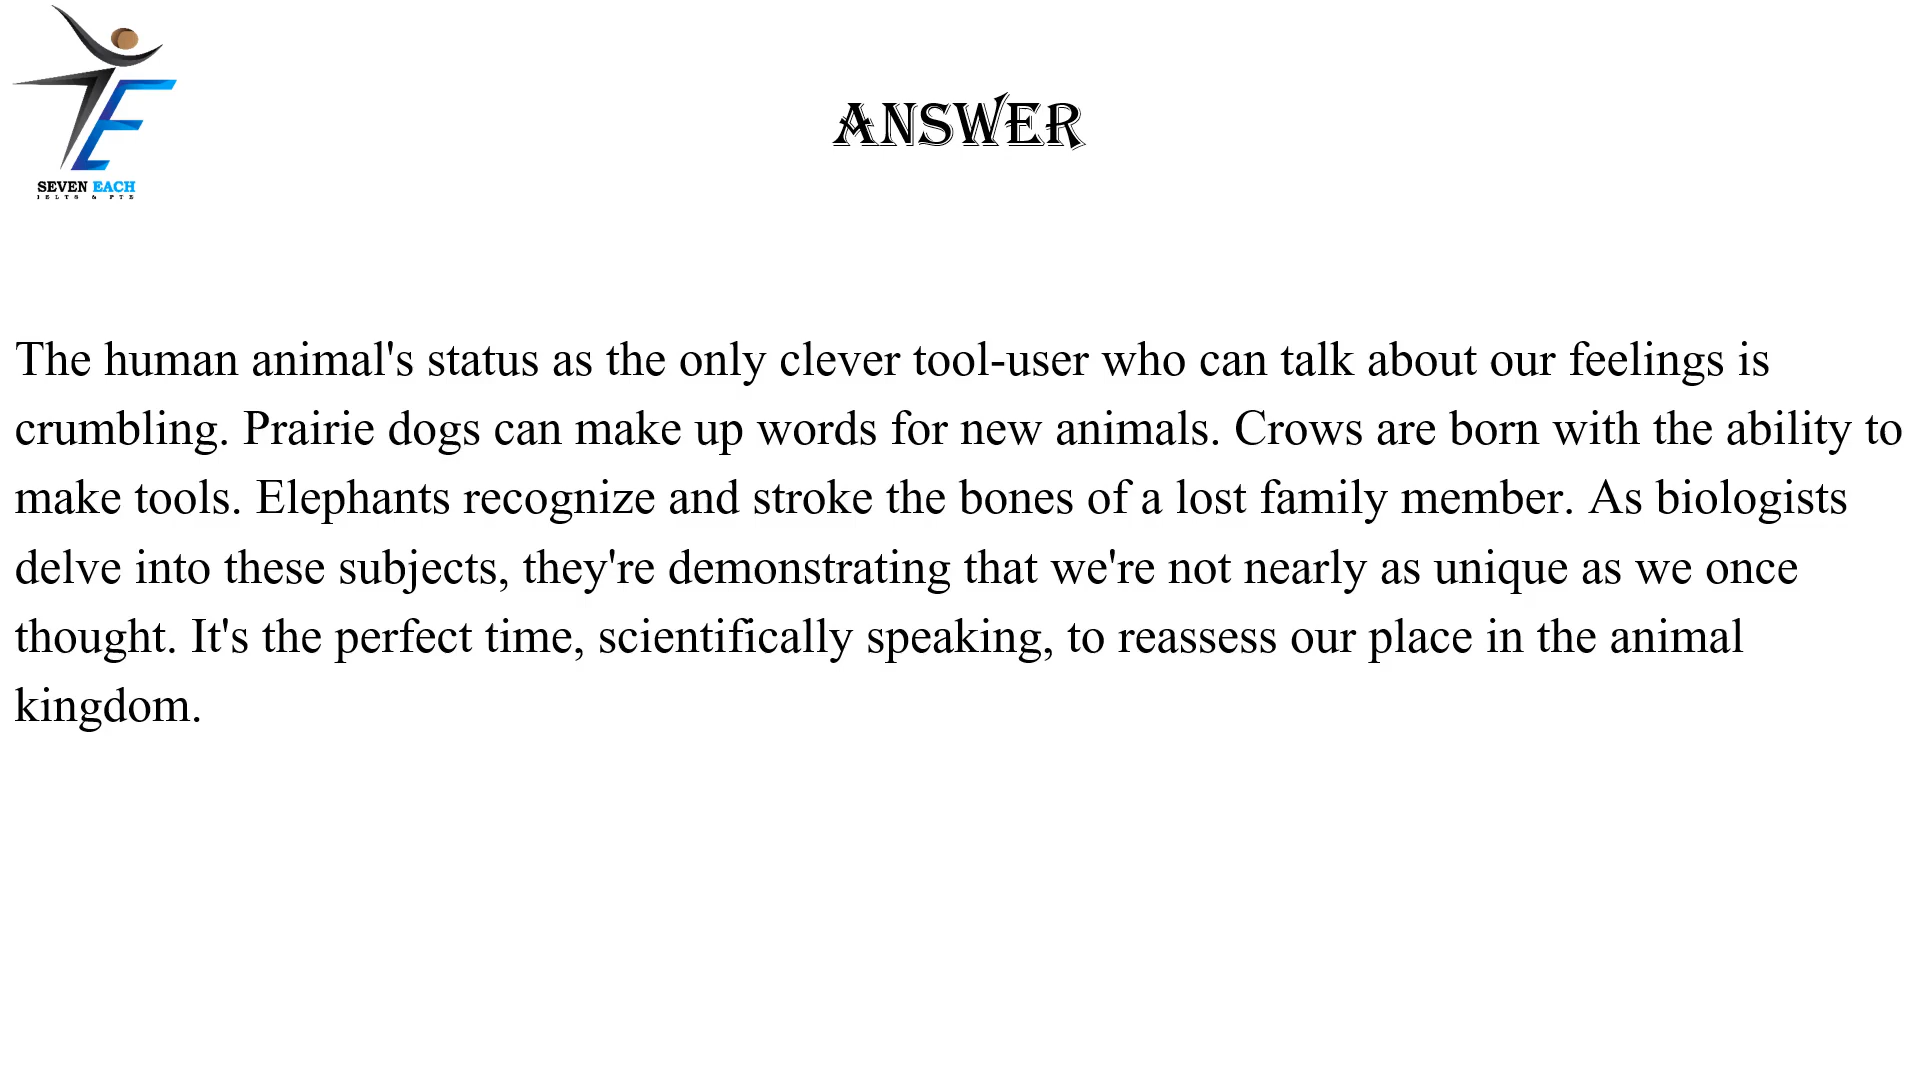 SEVEN EACH
IELTS & PTE
ANSWER
The human animal's status as the only clever tool-user who can talk about our feelings is
crumbling. Prairie dogs can make up words for new animals. Crows are born with the ability to
make tools. Elephants recognize and stroke the bones of a lost family member. As biologists
delve into these subjects, they're demonstrating that we're not nearly as unique as we once
thought. It's the perfect time, scientifically speaking, to reassess our place in the animal
kingdom.